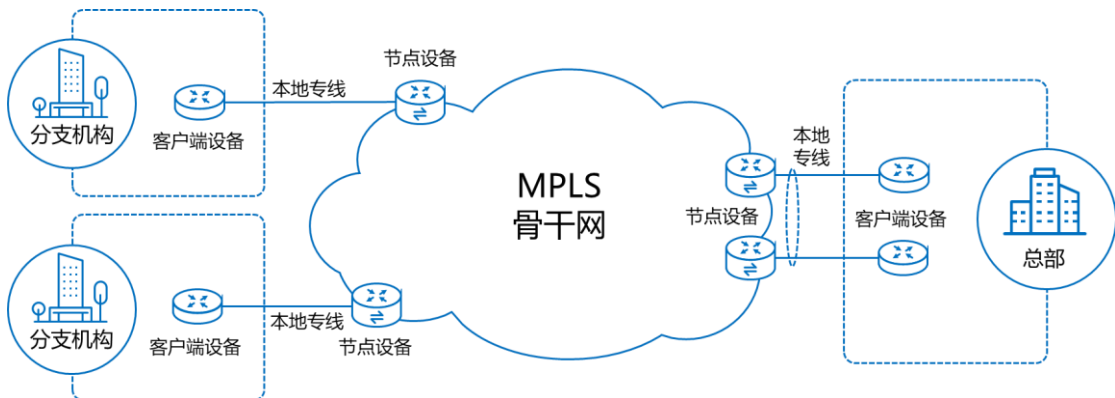 节点设备
本地专线
分支机构
客户端设备
MPLS
骨干网
本地
专线
节点设备
客户端设备
总部
分支机构
客户端设备
本地专线
节点设备